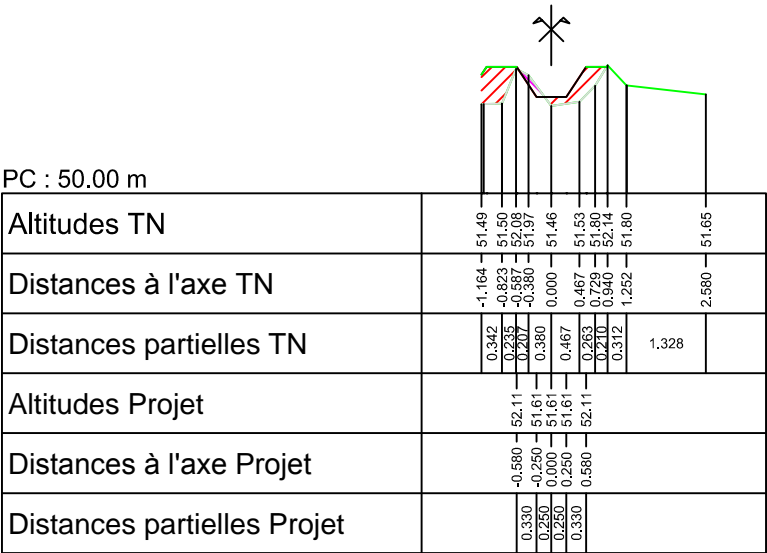 PC : 50.00 m
Altitudes TN
51.49 51.50 52.08 51.97 51.46 51.53 51.80 52.14 51.80 51.65
Distances à l'axe TN
-1.164 -0.823 -0.587 -0.380 0.000 0.467 0.729 0.940 1.252 2.580
Distances partielles TN
0.342 0.235 0.207 0.380 0.467 0.263 0.210 0.312 1.328
Altitudes Projet
52.11 51.61 51.61 51.61 52.11
Distances à l'axe Projet
-0.580 -0.250 0.000 0.250 0.580
Distances partielles Projet
0.330 0.250 0.250 0.330